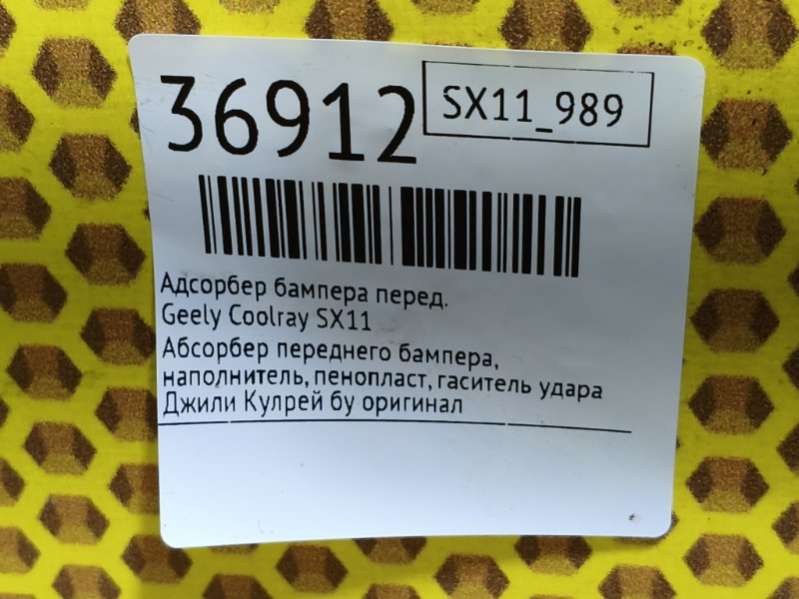 36912
SX11_989
Адсорбер бампера перед.
Geely Coolray SX11
Абсорбер переднего бампера,
наполнитель, пенопласт, гаситель удара
Джили Кулрей бу оригинал